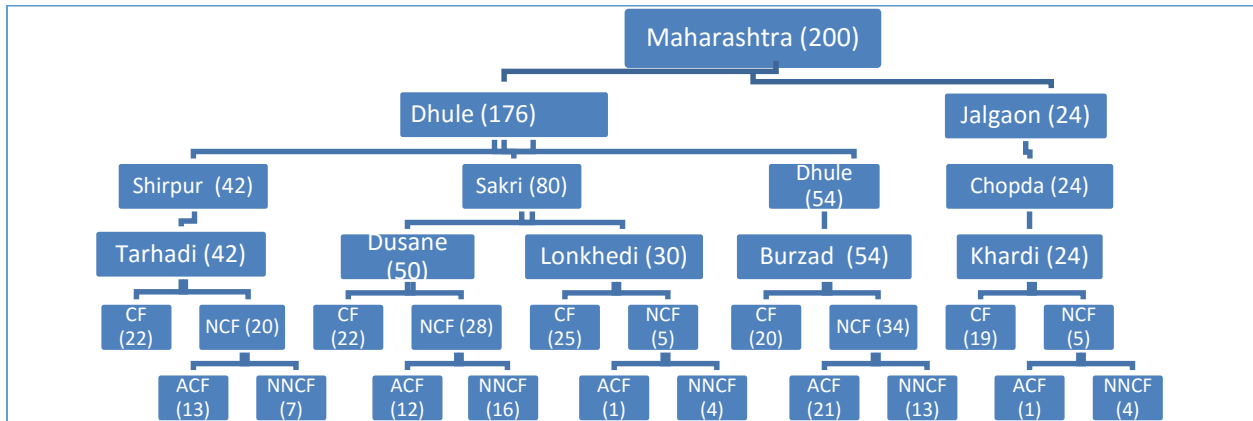 Maharashtra (200)
Dhule (176)
Jalgaon (24)
Shirpur (42)
Sakri (80)
Dhule
(54)
Chopda (24)
Tarhadi (42)
Dusane
(50)
Lonkhedi (30)
Burzad (54)
Khardi (24)
CF
(22)
NCF (20)
CF
(22)
NCF (28)
CF
(25)
NCF
(5)
CF
(20)
NCF (34)
CF
(19)
NCF
(5)
ACF
(13)
NNCF
(7)
ACF
(12)
NNCF
(16)
ACF
(1)
NNCF
(4)
ACF
(21)
NNCF
(13)
ACF
(1)
NNCF
(4)